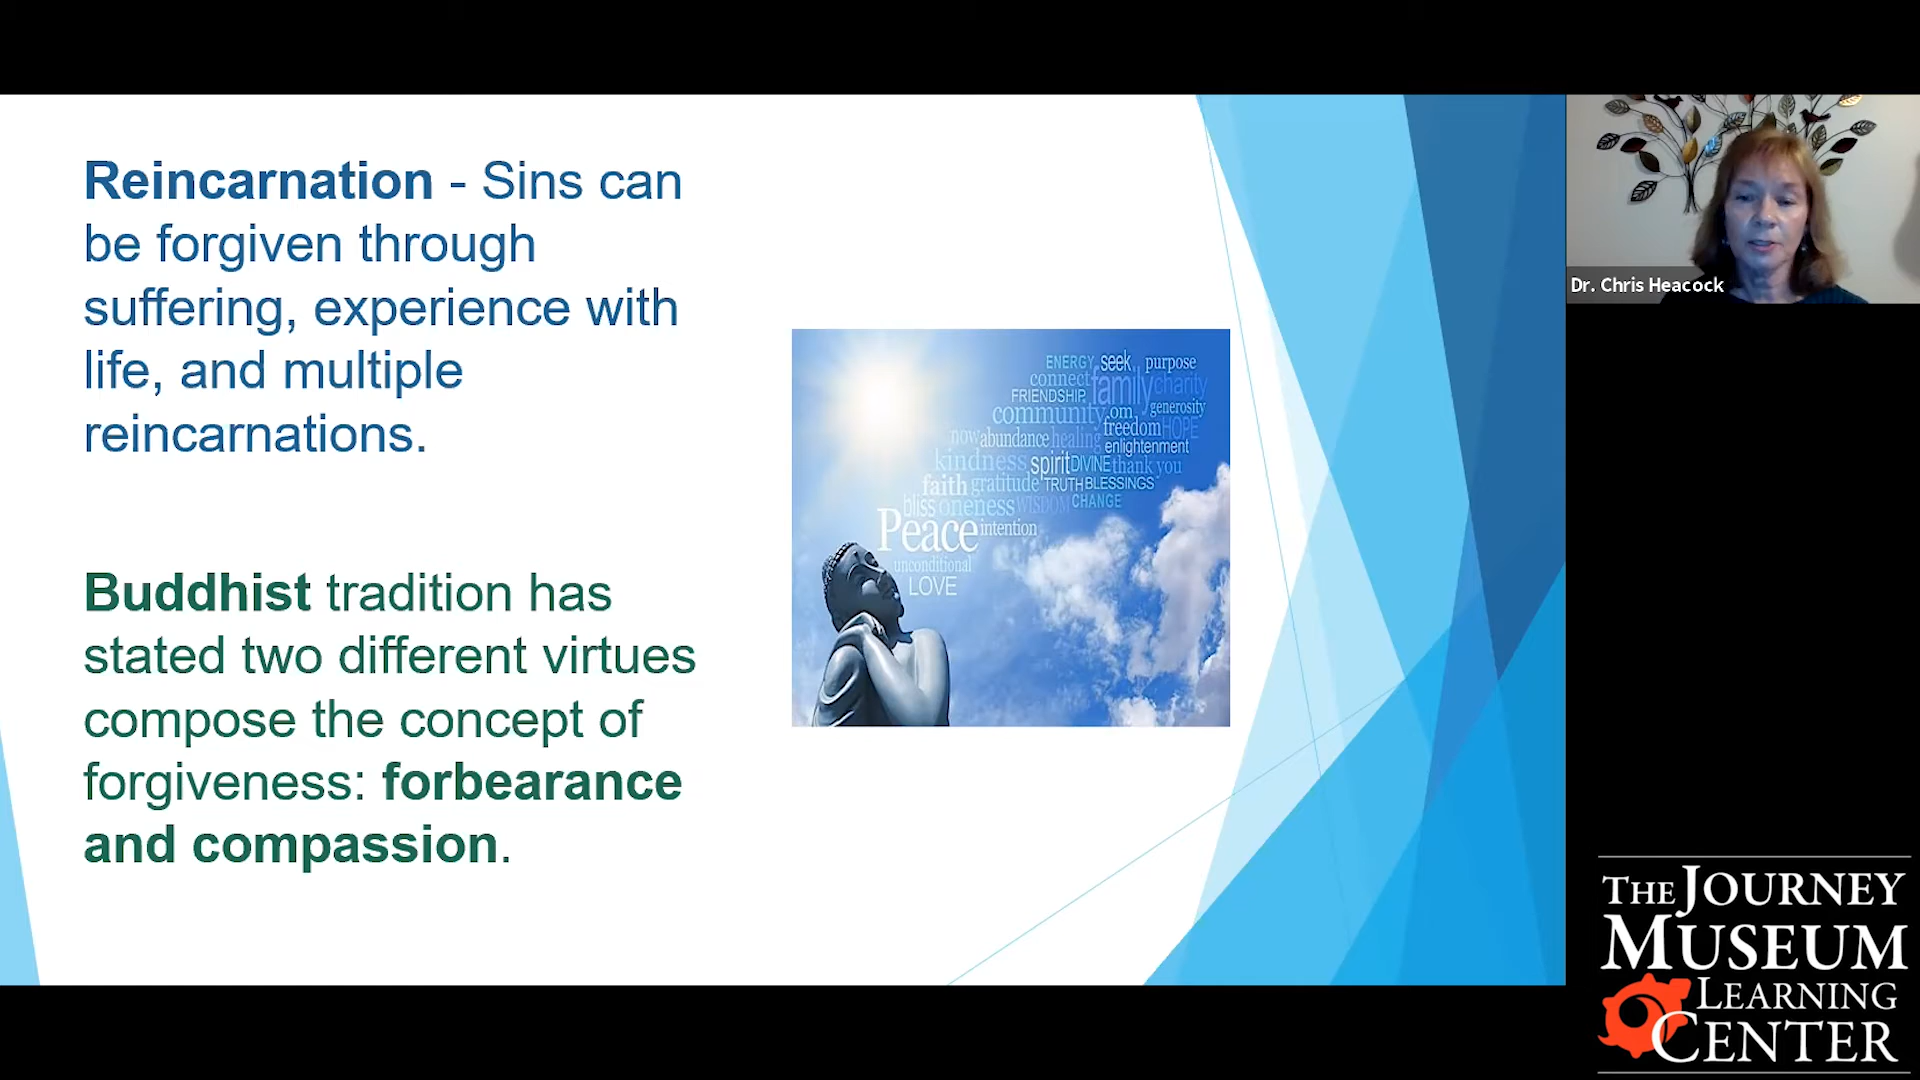 Reincarnation - Sins can
be forgiven through
suffering, experience with
life, and multiple
reincarnations.
Buddhist tradition has
stated two different virtues
compose the concept of
forgiveness: forbearance
and compassion.
ENERGY seek purpose
connect family charity
FRIENDSHIP
community om generosity
freedom HOPE
now abundance healing enlightenment
kindness spirit DIVINE thank you
faith gratitude TRUTH BLESSINGS
bliss oneness WISDOM CHANGE
Peace intention
unconditional
LOVE
Dr. Chris Heacock
THE JOURNEY
MUSEUM
LEARNING
CENTER